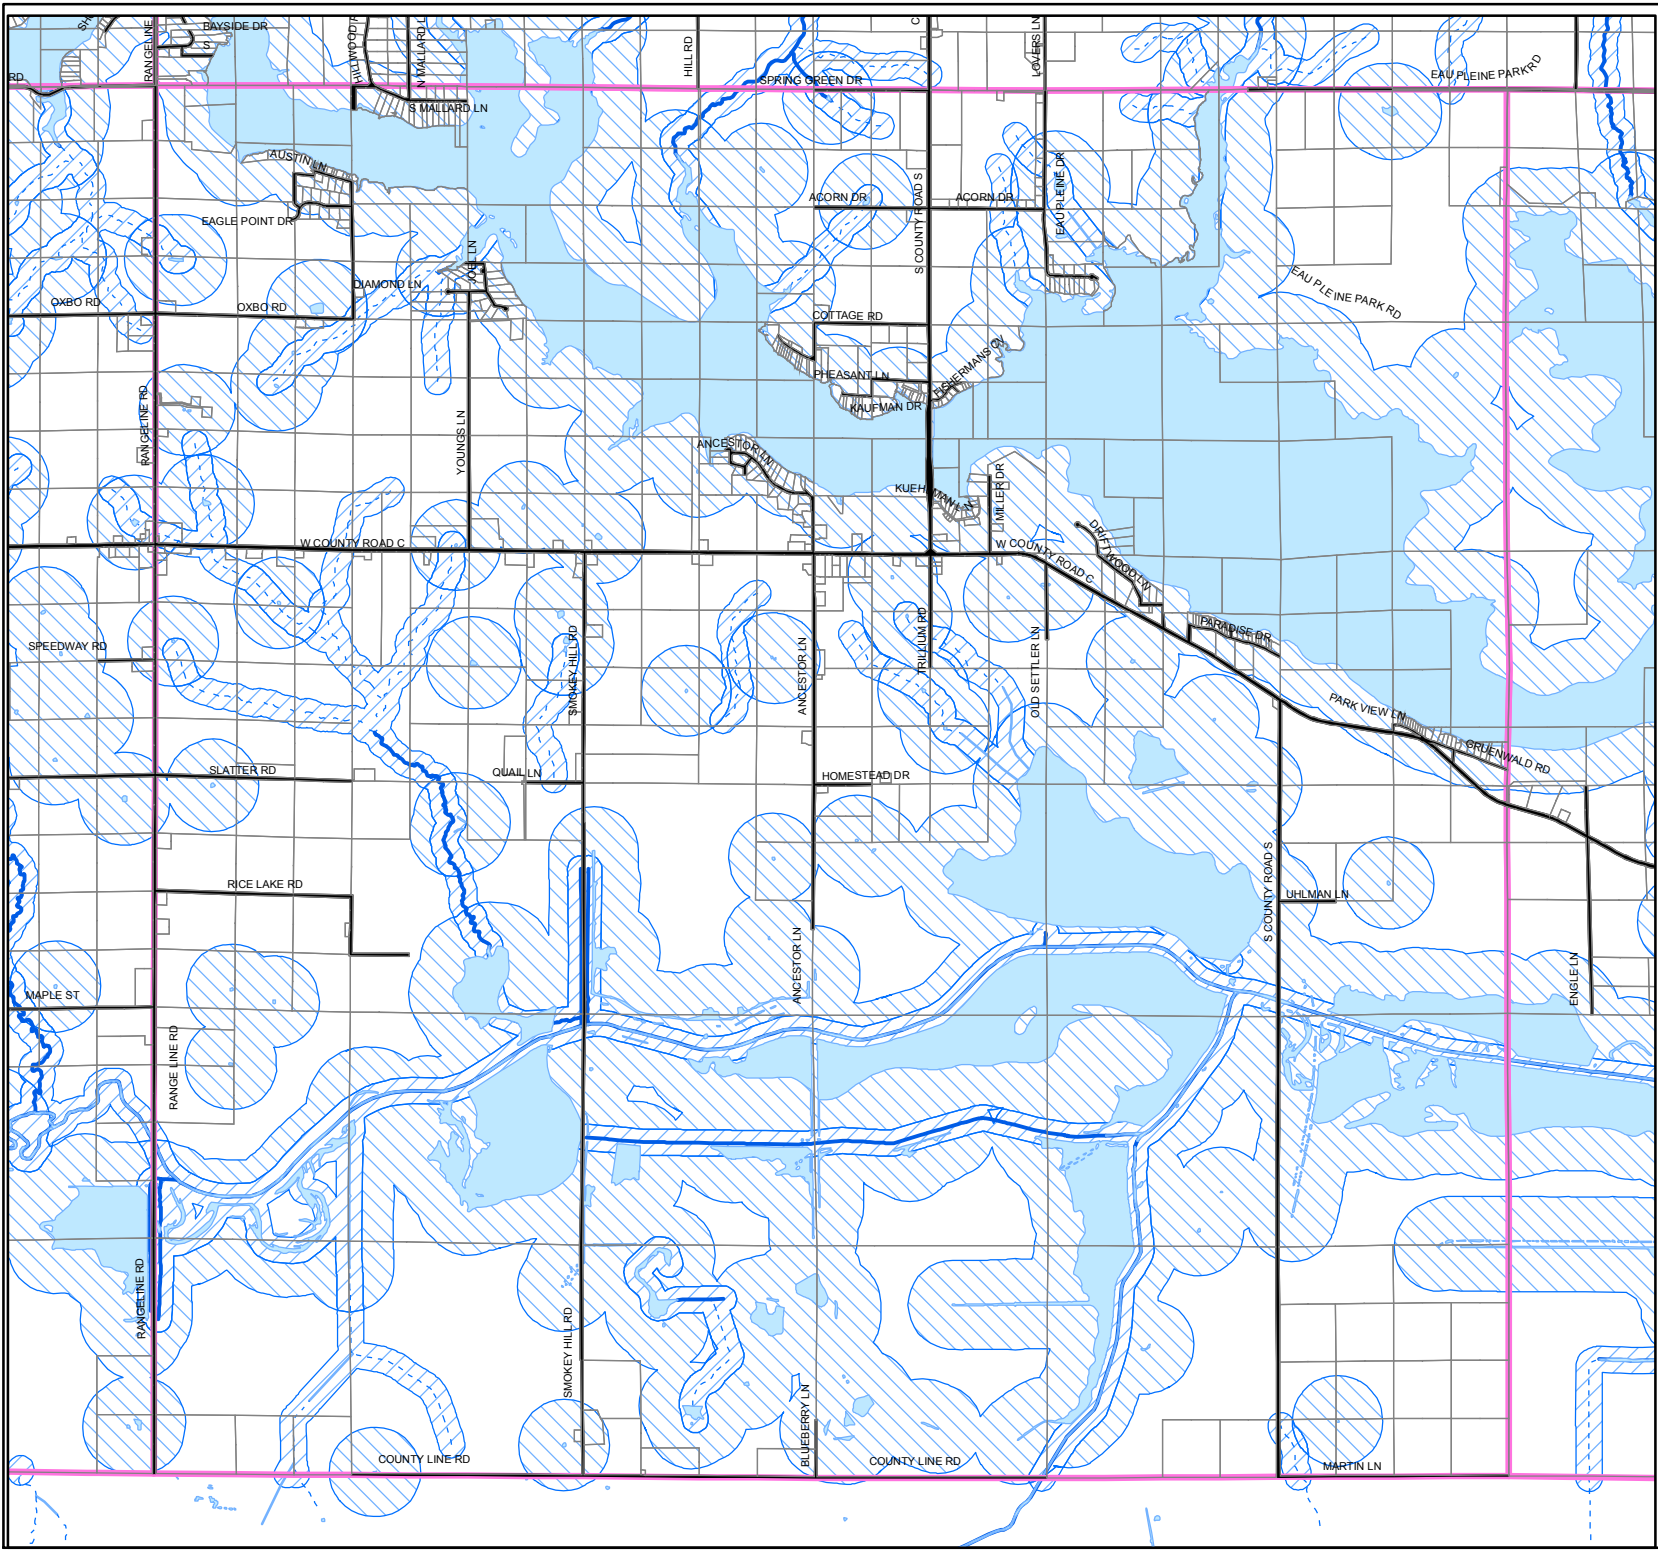 SH
BAYSIDE DR
S
RANGELINE
HILLWOOD R
N MALLARD L
HILL RD
C
LOVERS LN
RD
SPRING GREEN DR
EAU PLEINE PARK RD
S MALLARD LN
AUSTIN LN
EAGLE POINT DR
ACORN DR
ACORN DR
S COUNTY ROAD S
EAU PLEINE DR
JOEL LN
DIAMOND LN
EAU PLEINE PARK RD
OXBO RD
OXBO RD
COTTAGE RD
FISHERMANS CV
PHEASANT LN
KAUFMAN DR
RANGELINE RD
YOUNGS LN
ANCESTOR LN
MILLER DR
W COUNTY ROAD C
W COUNTY ROAD C
DRIFTWOOD LN
SPEEDWAY RD
SMOKEY HILL RD
ANCESTOR LN
TRILLIUM RD
OLD SETTLER LN
PARADISE DR
PARK VIEW LN
GRUENWALD RD
SLATTER RD
QUAIL LN
HOMESTEAD DR
RICE LAKE RD
S COUNTY ROAD S
UHLMAN LN
MAPLE ST
ANCESTOR LN
ENGLE LN
RANGE LINE RD
RANGELINE RD
SMOKEY HILL RD
BLUEBERRY LN
COUNTY LINE RD
COUNTY LINE RD
MARTIN LN